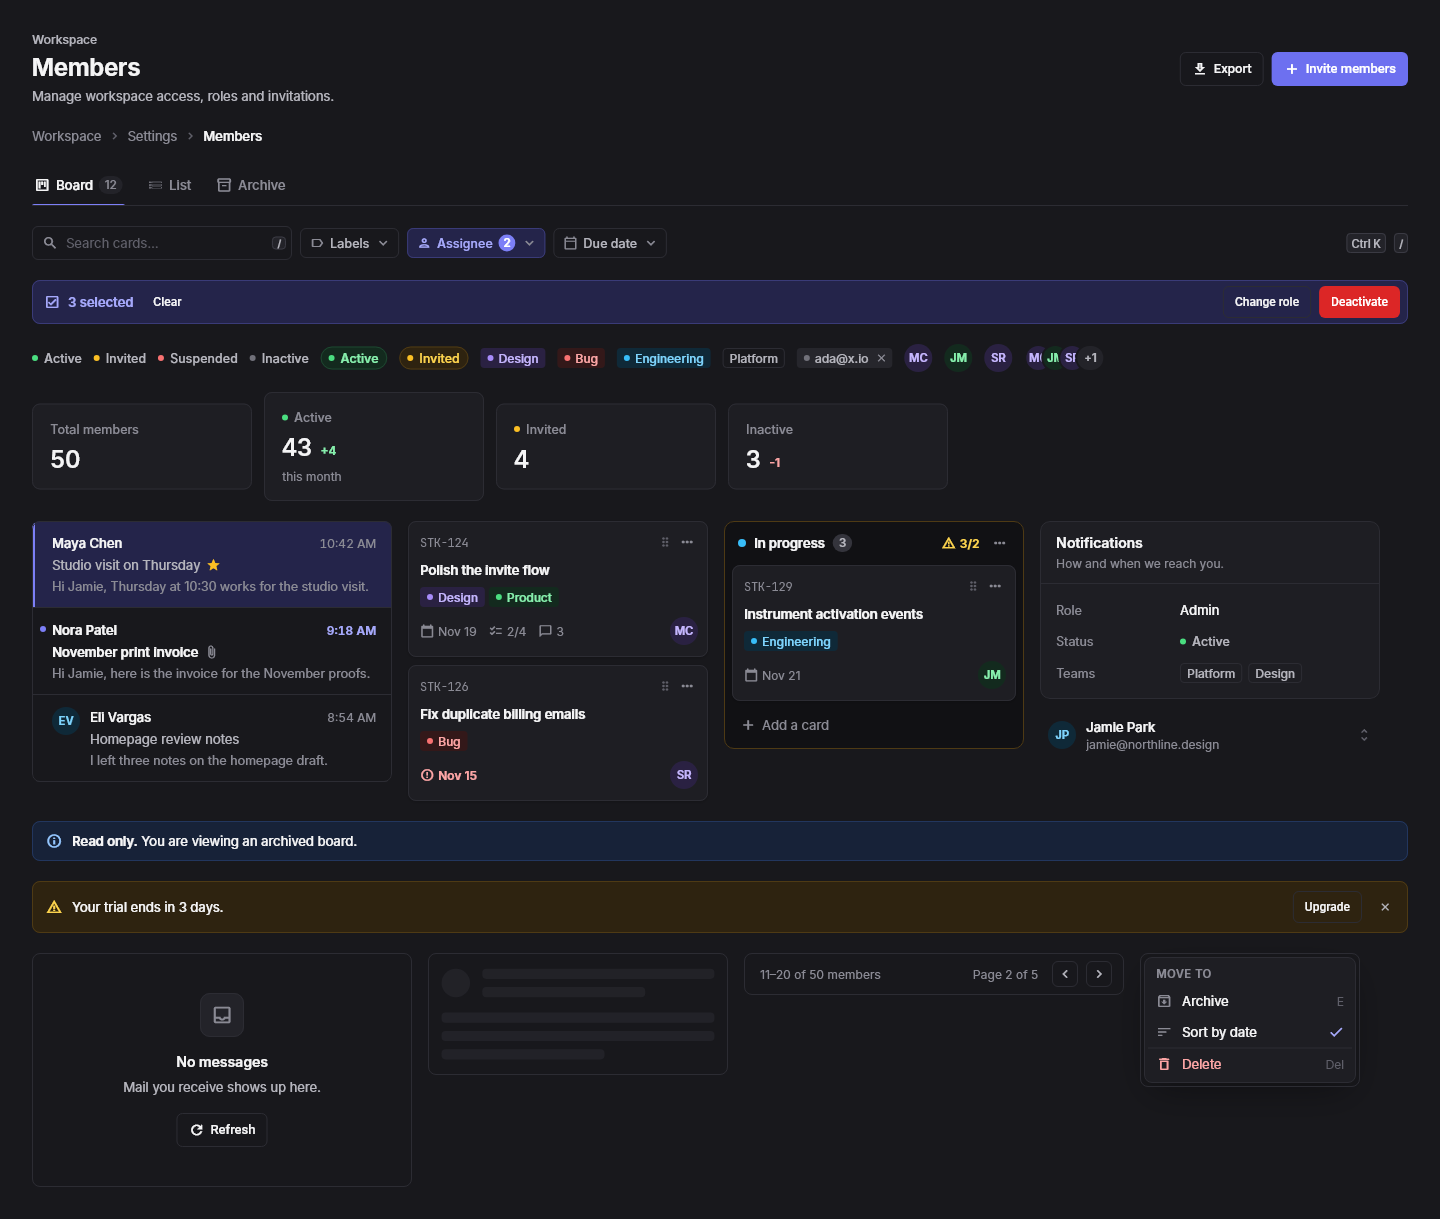 Workspace
Members
Manage workspace access, roles and invitations.
Export
Invite members
Workspace > Settings > Members
Board 12
List
Archive
Search cards... /
Labels
Assignee 2
Due date
Ctrl K /
3 selected
Clear
Change role
Deactivate
Active
Invited
Suspended
Inactive
Active
Invited
Design
Bug
Engineering
Platform
ada@x.io
MC
JM
SR
+1
Total members
50
Active
43 +4
this month
Invited
4
Inactive
3 -1
Maya Chen 10:42 AM
Studio visit on Thursday
Hi Jamie, Thursday at 10:30 works for the studio visit.
Nora Patel 9:18 AM
November print invoice
Hi Jamie, here is the invoice for the November proofs.
EV
Eli Vargas 8:54 AM
Homepage review notes
I left three notes on the homepage draft.
STK-124
Polish the invite flow
Design Product
Nov 19 2/4 3 MC
STK-126
Fix duplicate billing emails
Bug
Nov 15 SR
In progress 3 3/2
STK-129
Instrument activation events
Engineering
Nov 21 JM
Add a card
Notifications
How and when we reach you.
Role Admin
Status Active
Teams Platform Design
JP
Jamie Park
jamie@northline.design
Read only. You are viewing an archived board.
Your trial ends in 3 days.
Upgrade
No messages
Mail you receive shows up here.
Refresh
11–20 of 50 members
Page 2 of 5
MOVE TO
Archive E
Sort by date
Delete Del